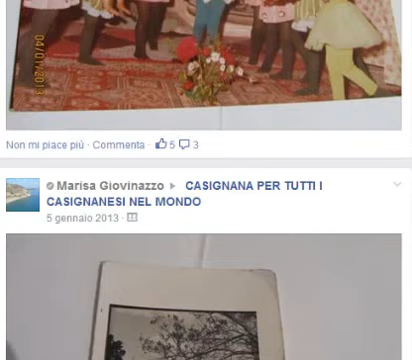 04/01/2013
Non mi piace più · Commenta · 5 3
Marisa Giovinazzo ▸ CASIGNANA PER TUTTI I
CASIGNANESI NEL MONDO
5 gennaio 2013 ·